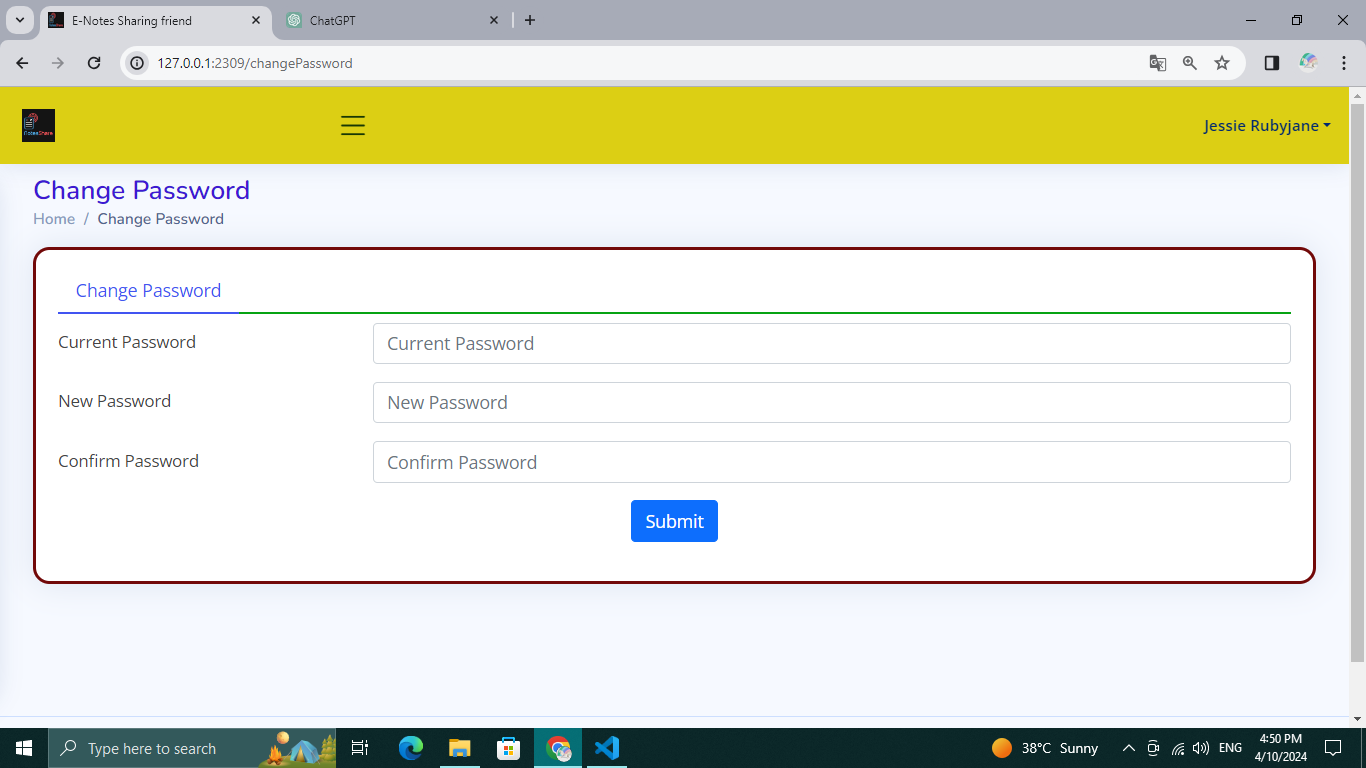 E-Notes Sharing friend
ChatGPT
127.0.0.1:2309/changePassword
NotesShare
Jessie Rubyjane
Change Password
Home / Change Password
Change Password
Current Password
Current Password
New Password
New Password
Confirm Password
Confirm Password
Submit
Type here to search
38°C Sunny
ENG
4:50 PM
4/10/2024